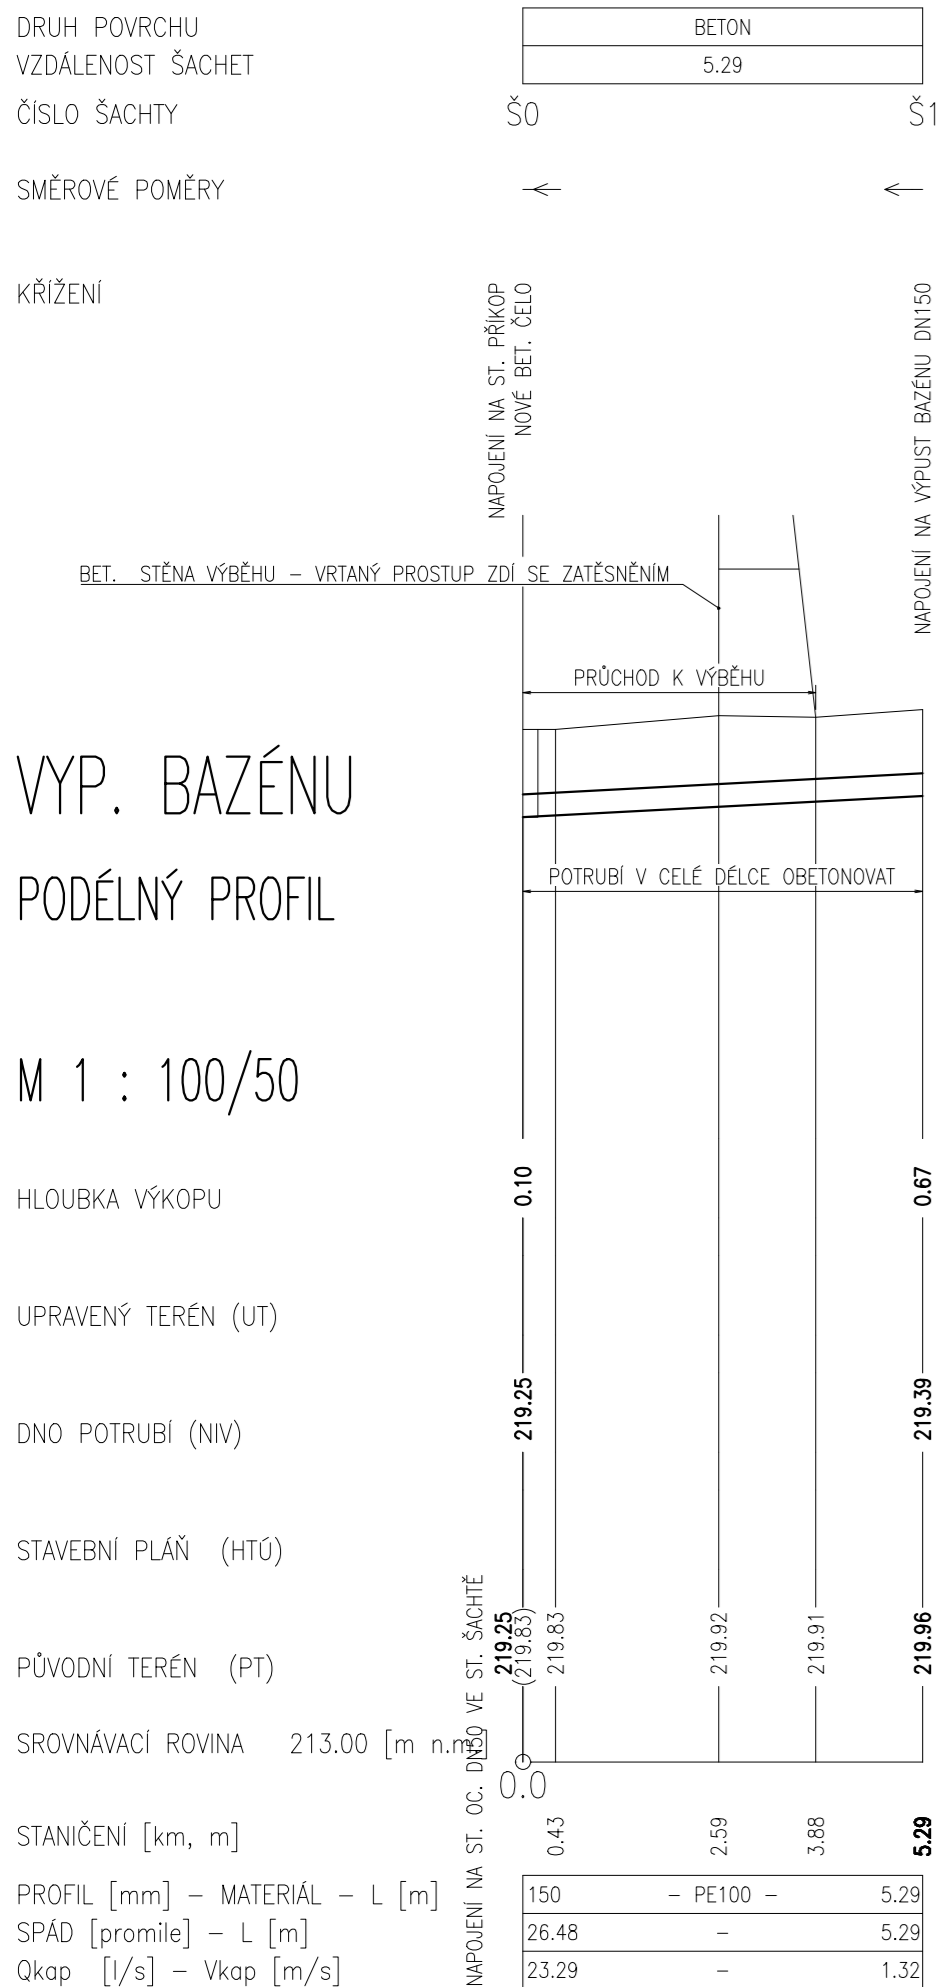 DRUH POVRCHU BETON
VZDÁLENOST ŠACHET 5.29
ČÍSLO ŠACHTY Š0 Š1
SMĚROVÉ POMĚRY
KŘÍŽENÍ
NAPOJENÍ NA ST. PŘÍKOP
NOVÉ BET. ČELO
NAPOJENÍ NA VÝPUST BAZÉNU DN150
BET. STĚNA VÝBĚHU – VRTANÝ PROSTUP ZDÍ SE ZATĚSNĚNÍM
PRŮCHOD K VÝBĚHU
VYP. BAZÉNU
POTRUBÍ V CELÉ DÉLCE OBETONOVAT
PODÉLNÝ PROFIL
M 1 : 100/50
HLOUBKA VÝKOPU 0.10 0.67
UPRAVENÝ TERÉN (UT)
DNO POTRUBÍ (NIV) 219.25 219.39
STAVEBNÍ PLÁŇ (HTÚ)
PŮVODNÍ TERÉN (PT) 219.25 (219.83) 219.83 219.92 219.91 219.96
SROVNÁVACÍ ROVINA 213.00 [m n.m.]
0.0
STANIČENÍ [km, m] 0.43 2.59 3.88 5.29
NAPOJENÍ NA ST. OC. DN50 VE ST. ŠACHTĚ
PROFIL [mm] – MATERIÁL – L [m] 150 – PE100 – 5.29
SPÁD [promile] – L [m] 26.48 – 5.29
Qkap [l/s] – Vkap [m/s] 23.29 – 1.32